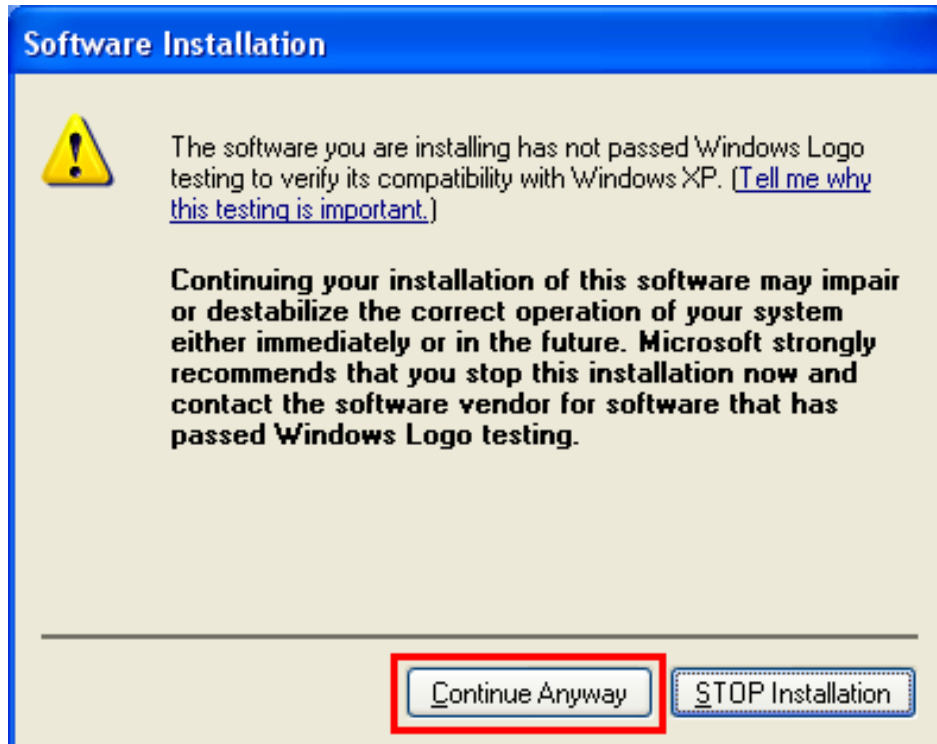 Software Installation
The software you are installing has not passed Windows Logo
testing to verify its compatibility with Windows XP. (Tell me why
this testing is important.)
Continuing your installation of this software may impair
or destabilize the correct operation of your system
either immediately or in the future. Microsoft strongly
recommends that you stop this installation now and
contact the software vendor for software that has
passed Windows Logo testing.
Continue Anyway
STOP Installation